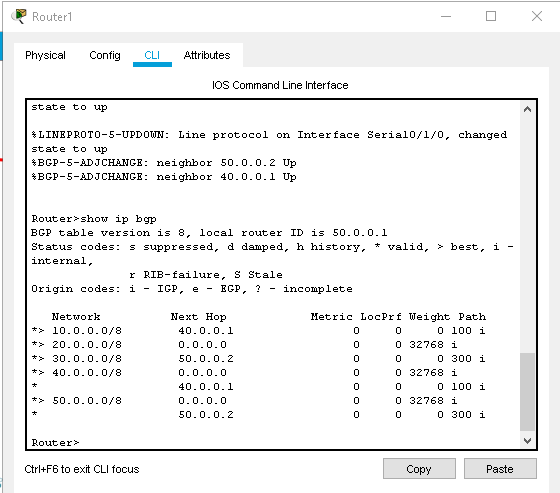 Router1
Physical Config CLI Attributes
IOS Command Line Interface
state to up
%LINEPROTO-5-UPDOWN: Line protocol on Interface Serial0/1/0, changed
state to up
%BGP-5-ADJCHANGE: neighbor 50.0.0.2 Up
%BGP-5-ADJCHANGE: neighbor 40.0.0.1 Up
Router>show ip bgp
BGP table version is 8, local router ID is 50.0.0.1
Status codes: s suppressed, d damped, h history, * valid, > best, i -
internal,
              r RIB-failure, S Stale
Origin codes: i - IGP, e - EGP, ? - incomplete
   Network          Next Hop            Metric LocPrf Weight Path
*> 10.0.0.0/8       40.0.0.1                 0     0      0 100 i
*> 20.0.0.0/8       0.0.0.0                  0     0  32768 i
*> 30.0.0.0/8       50.0.0.2                 0     0      0 300 i
*> 40.0.0.0/8       0.0.0.0                  0     0  32768 i
*                   40.0.0.1                 0     0      0 100 i
*> 50.0.0.0/8       0.0.0.0                  0     0  32768 i
*                   50.0.0.2                 0     0      0 300 i
Router>
Ctrl+F6 to exit CLI focus
Copy Paste